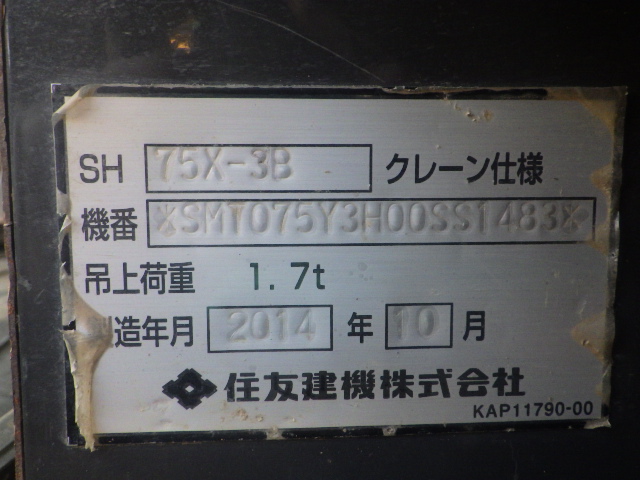 SH 75X-3B クレーン仕様
機番 *SMT075Y3H00SS1483*
吊上荷重 1.7t
造年月 2014 年 10 月
住友建機株式会社
KAP11790-00